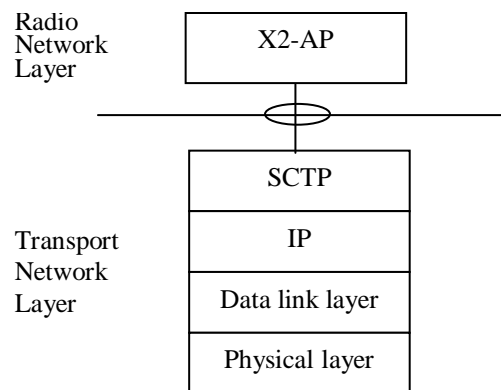 Radio
Network
Layer
X2-AP
SCTP
IP
Transport
Network
Layer
Data link layer
Physical layer